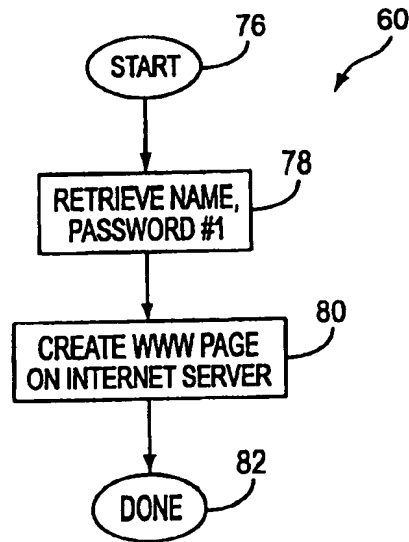 60
76
START
78
RETRIEVE NAME,
PASSWORD #1
80
CREATE WWW PAGE
ON INTERNET SERVER
82
DONE